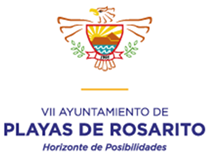 VII AYUNTAMIENTO DE
PLAYAS DE ROSARITO
Horizonte de Posibilidades